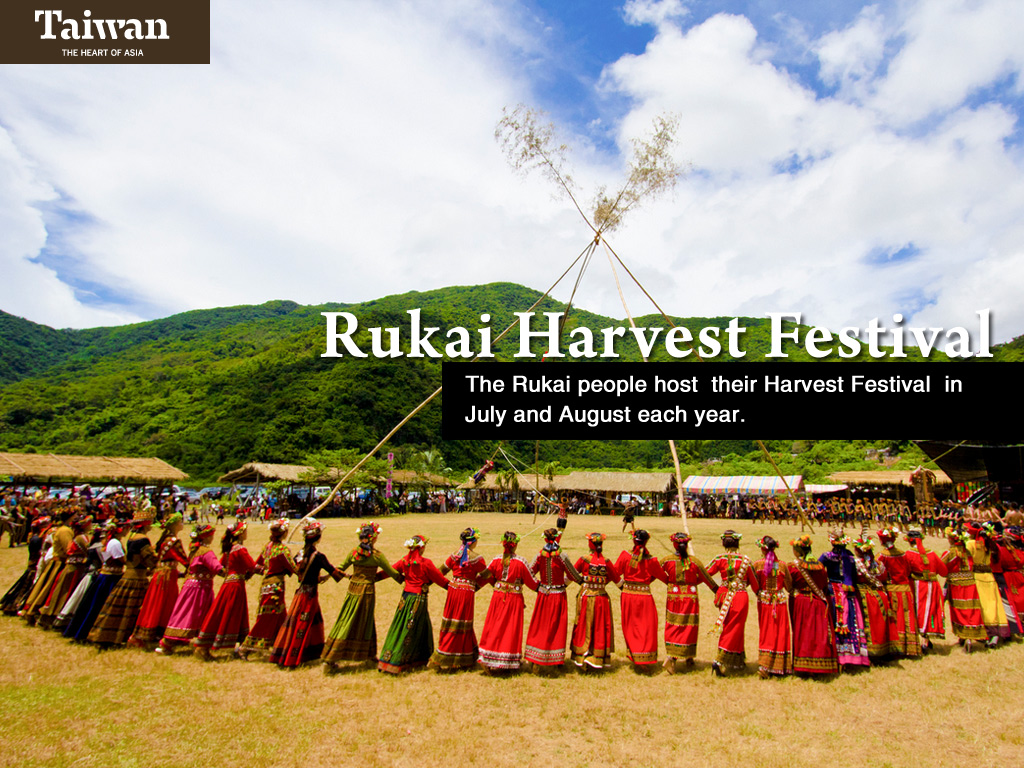 Taiwan
THE HEART OF ASIA
Rukai Harvest Festival
The Rukai people host  their Harvest Festival  in
July and August each year.